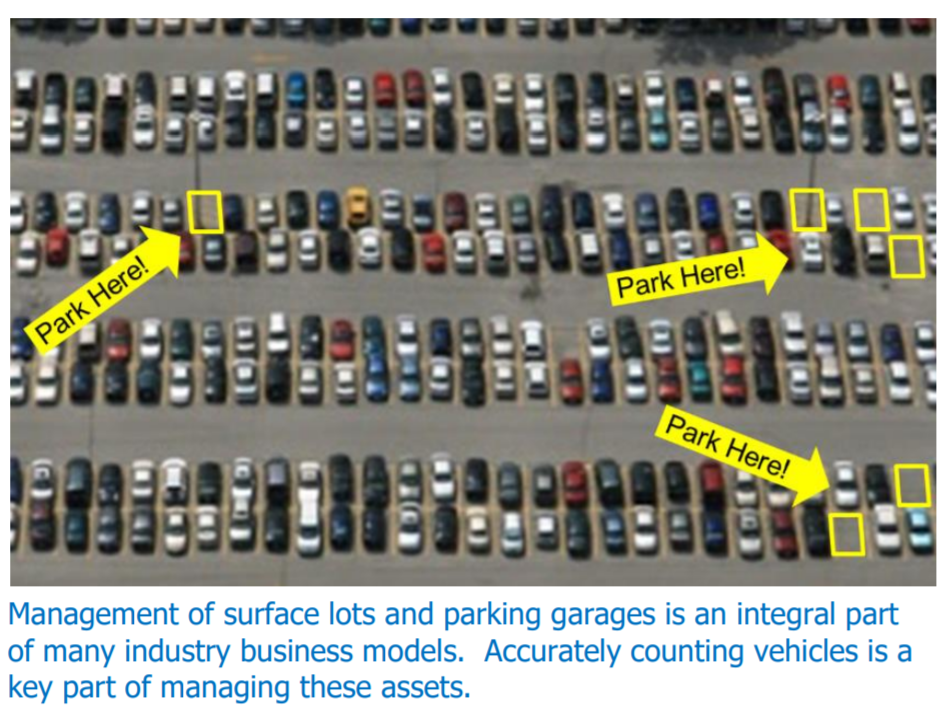 Park Here!
Park Here!
Park Here!
Management of surface lots and parking garages is an integral part
of many industry business models.  Accurately counting vehicles is a
key part of managing these assets.